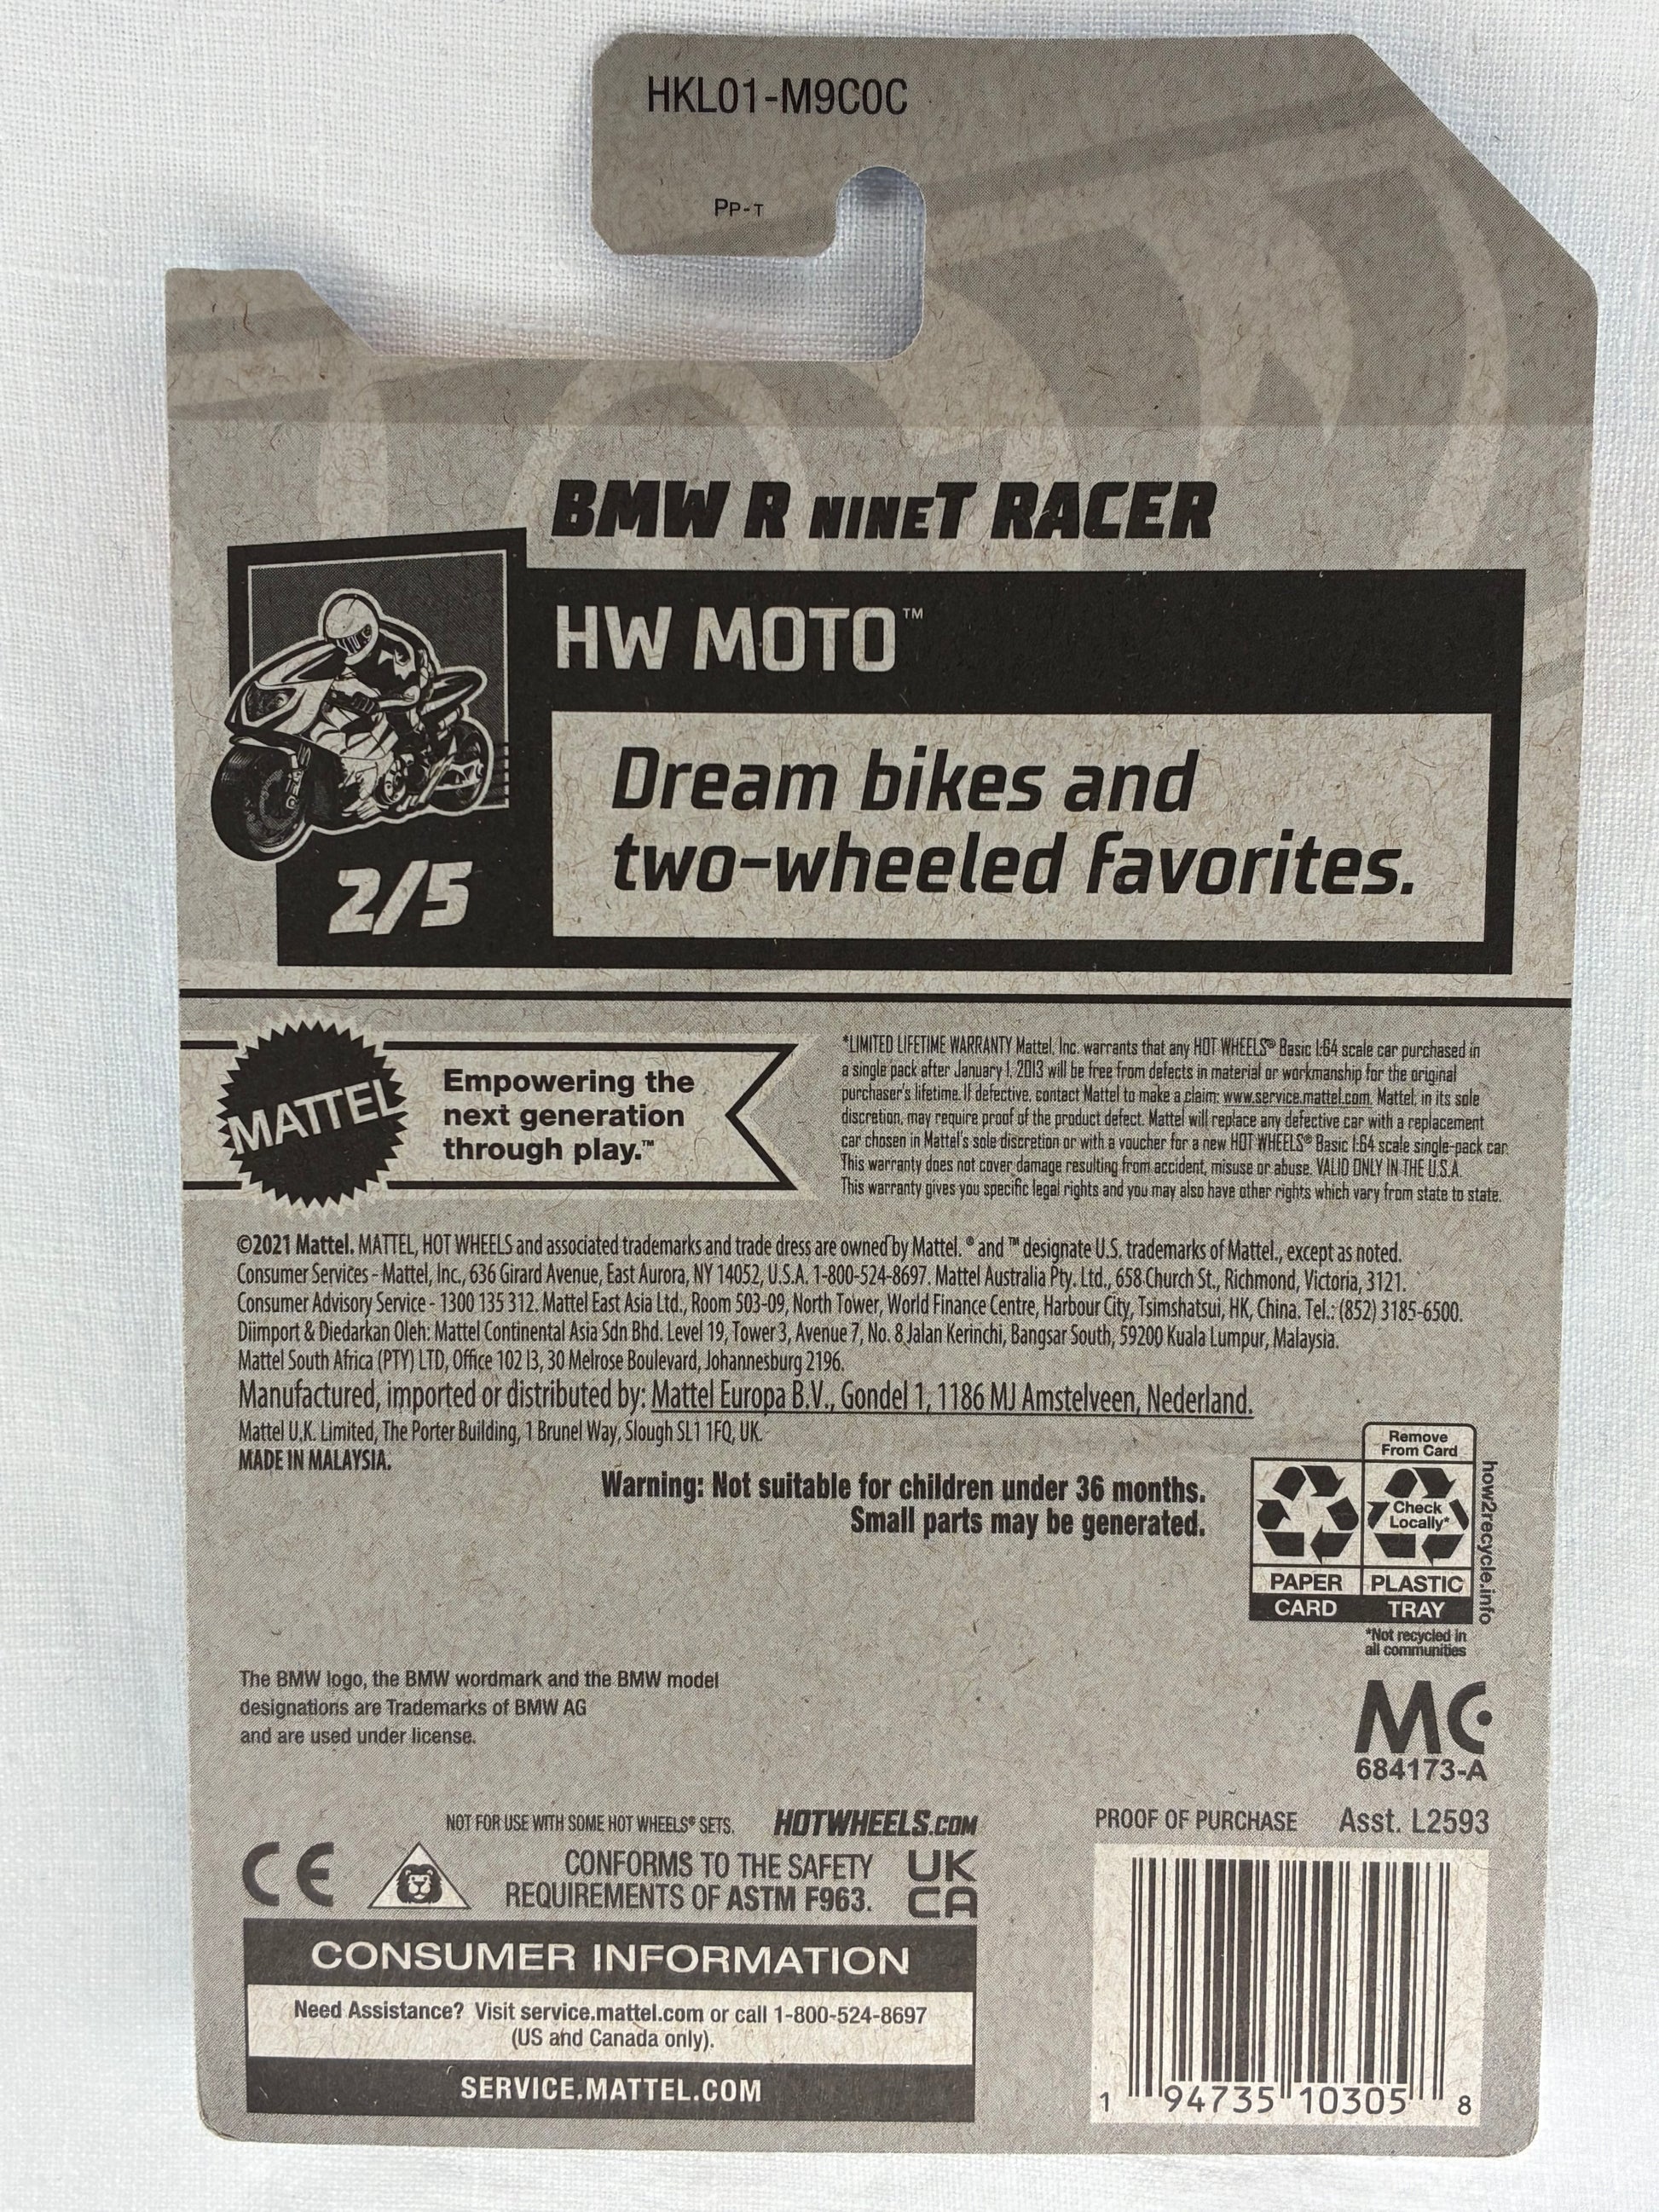 HKL01-M9C0C
PP-T
BMW R NINET RACER
HW MOTO™
Dream bikes and
two-wheeled favorites.
2/5
MATTEL
Empowering the
next generation
through play.™
*LIMITED LIFETIME WARRANTY Mattel, Inc. warrants that any HOT WHEELS® Basic 1:64 scale car purchased in
a single pack after January 1, 2013 will be free from defects in material or workmanship for the original
purchaser's lifetime. If defective, contact Mattel to make a claim: www.service.mattel.com. Mattel, in its sole
discretion, may require proof of the product defect. Mattel will replace any defective car with a replacement
car chosen in Mattel's sole discretion or with a voucher for a new HOT WHEELS® Basic 1:64 scale single-pack car.
This warranty does not cover damage resulting from accident, misuse or abuse. VALID ONLY IN THE U.S.A.
This warranty gives you specific legal rights and you may also have other rights which vary from state to state.
©2021 Mattel. MATTEL, HOT WHEELS and associated trademarks and trade dress are owned by Mattel. ® and ™ designate U.S. trademarks of Mattel., except as noted.
Consumer Services - Mattel, Inc., 636 Girard Avenue, East Aurora, NY 14052, U.S.A. 1-800-524-8697. Mattel Australia Pty. Ltd., 658 Church St., Richmond, Victoria, 3121.
Consumer Advisory Service - 1300 135 312. Mattel East Asia Ltd., Room 503-09, North Tower, World Finance Centre, Harbour City, Tsimshatsui, HK, China. Tel.: (852) 3185-6500.
Diimport & Diedarkan Oleh: Mattel Continental Asia Sdn Bhd. Level 19, Tower 3, Avenue 7, No. 8 Jalan Kerinchi, Bangsar South, 59200 Kuala Lumpur, Malaysia.
Mattel South Africa (PTY) LTD, Office 102 I3, 30 Melrose Boulevard, Johannesburg 2196.
Manufactured, imported or distributed by: Mattel Europa B.V., Gondel 1, 1186 MJ Amstelveen, Nederland.
Mattel U.K. Limited, The Porter Building, 1 Brunel Way, Slough SL1 1FQ, UK.
MADE IN MALAYSIA.
Warning: Not suitable for children under 36 months.
Small parts may be generated.
Remove
From Card
Check
Locally*
PAPER PLASTIC
CARD TRAY
how2recycle.info
*Not recycled in
all communities
The BMW logo, the BMW wordmark and the BMW model
designations are Trademarks of BMW AG
and are used under license.
MC
684173-A
NOT FOR USE WITH SOME HOT WHEELS® SETS. HOTWHEELS.COM
PROOF OF PURCHASE Asst. L2593
CE
CONFORMS TO THE SAFETY
REQUIREMENTS OF ASTM F963.
UK
CA
CONSUMER INFORMATION
Need Assistance? Visit service.mattel.com or call 1-800-524-8697
(US and Canada only).
SERVICE.MATTEL.COM
1 94735 10305 8